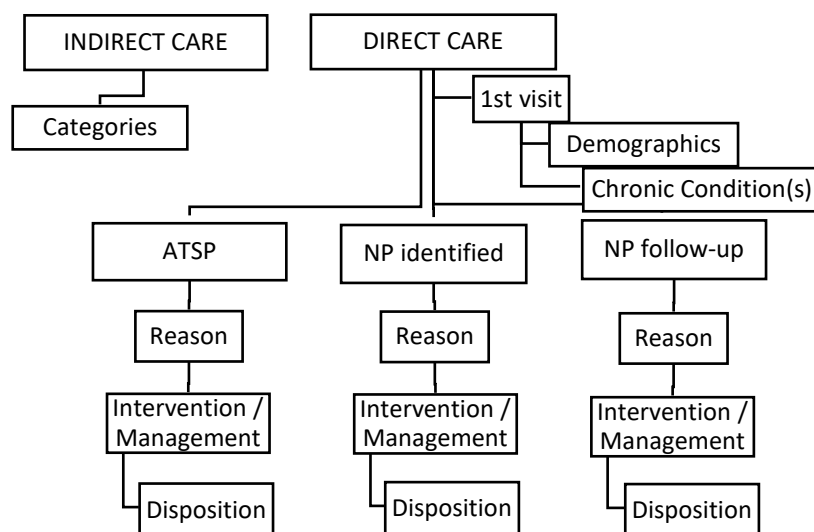 INDIRECT CARE
DIRECT CARE
1st visit
Categories
Demographics
Chronic Condition(s)
ATSP
NP identified
NP follow-up
Reason
Reason
Reason
Intervention /
Management
Intervention /
Management
Intervention /
Management
Disposition
Disposition
Disposition